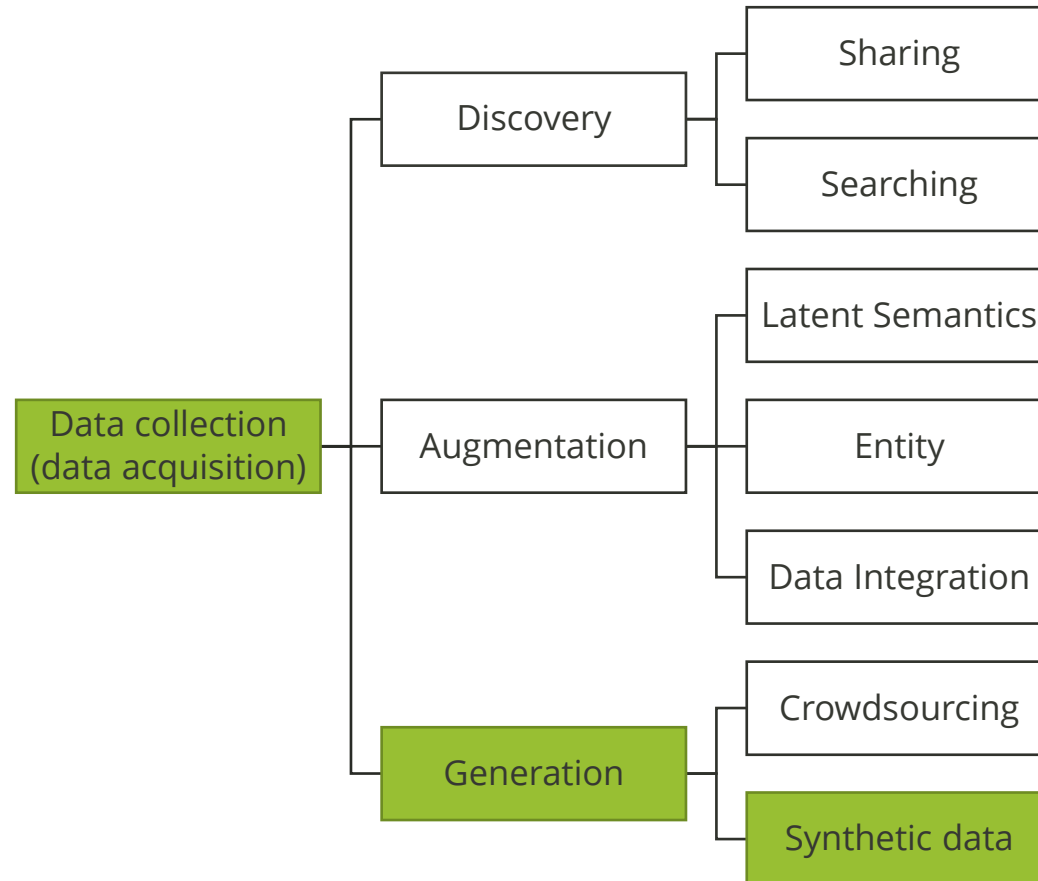 Data collection
(data acquisition)
Discovery
Sharing
Searching
Augmentation
Latent Semantics
Entity
Data Integration
Generation
Crowdsourcing
Synthetic data